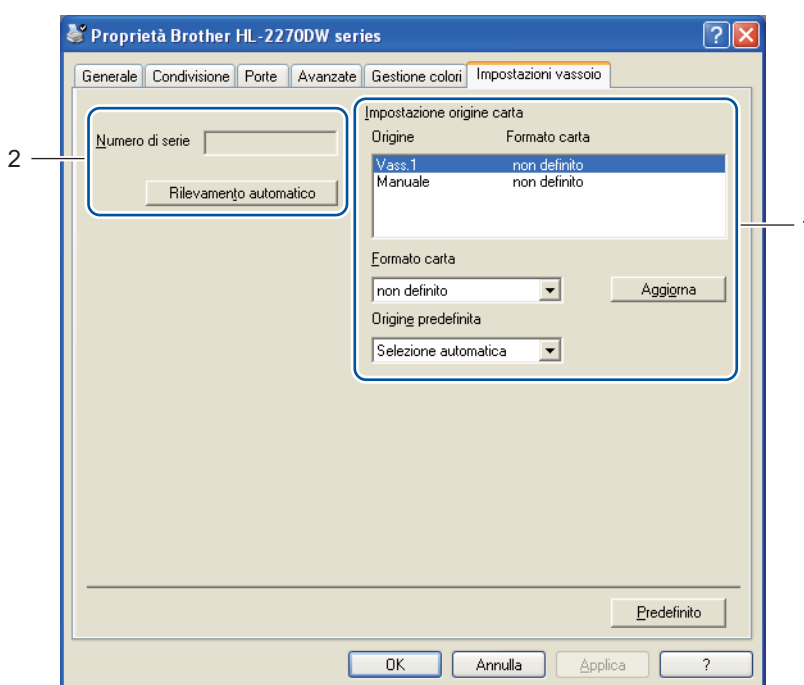 Proprietà Brother HL-2270DW series
Generale Condivisione Porte Avanzate Gestione colori Impostazioni vassoio
2
Numero di serie
Rilevamento automatico
Impostazione origine carta
Origine Formato carta
Vass.1 non definito
Manuale non definito
Formato carta
non definito
Aggiorna
Origine predefinita
Selezione automatica
Predefinito
OK Annulla Applica ?